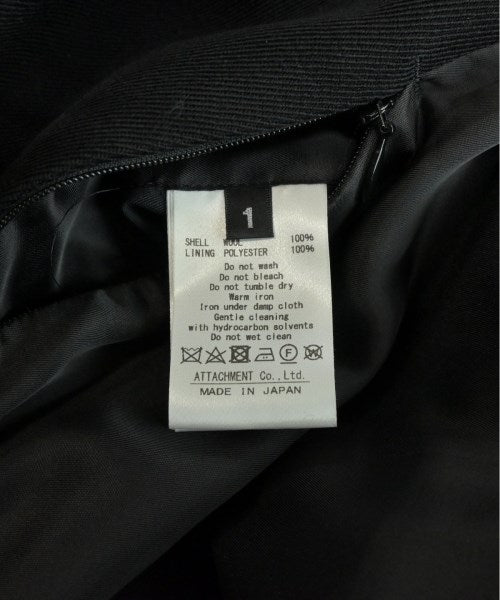 1
SHELL WOOL 100%
LINING POLYESTER 100%
Do not wash
Do not bleach
Do not tumble dry
Warm iron
Iron under damp cloth
Gentle cleaning
with hydrocarbon solvents
Do not wet clean
F W
ATTACHMENT Co., Ltd.
MADE IN JAPAN